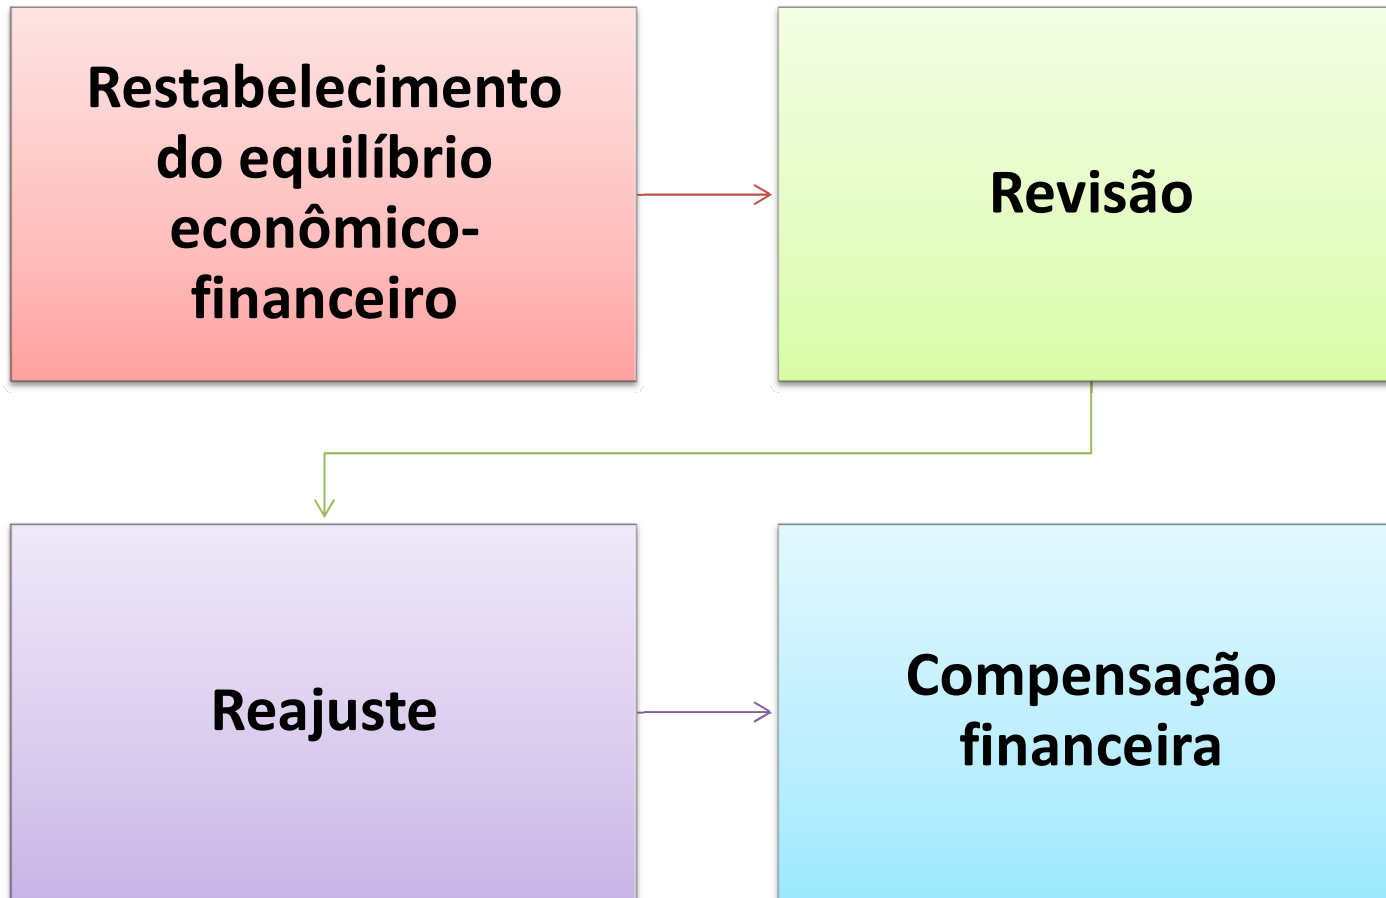 Restabelecimento
do equilíbrio
econômico-
financeiro
Revisão
Reajuste
Compensação
financeira